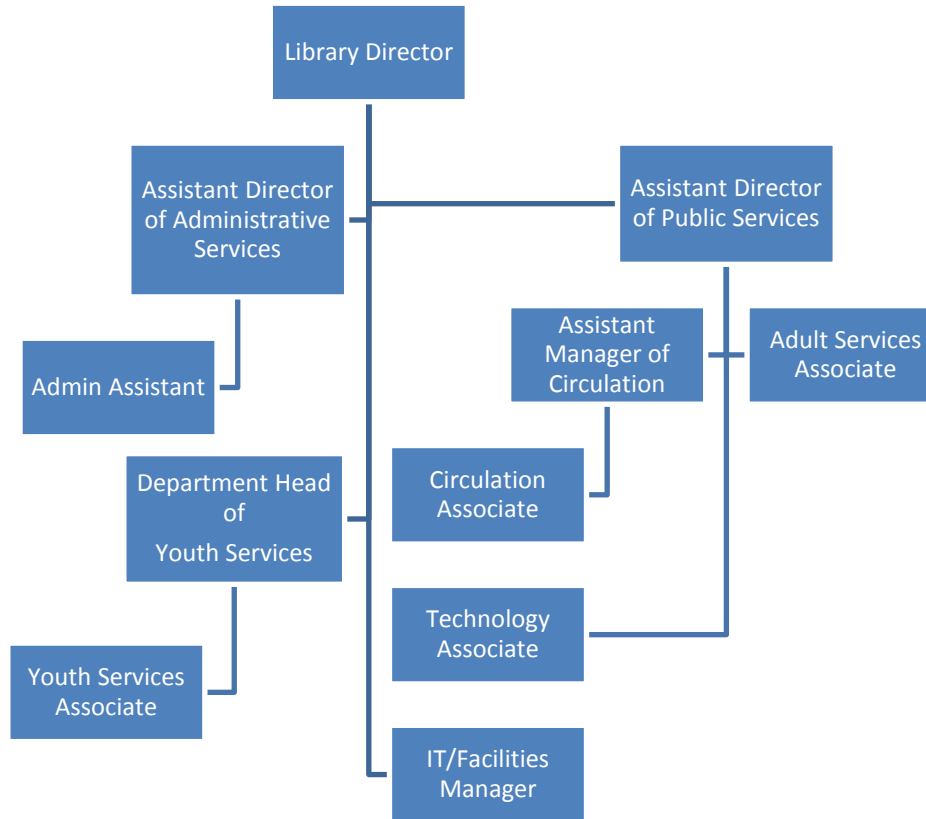 Library Director
Assistant Director
of Administrative
Services
Assistant Director
of Public Services
Admin Assistant
Assistant
Manager of
Circulation
Adult Services
Associate
Department Head
of
Youth Services
Circulation
Associate
Technology
Associate
Youth Services
Associate
IT/Facilities
Manager